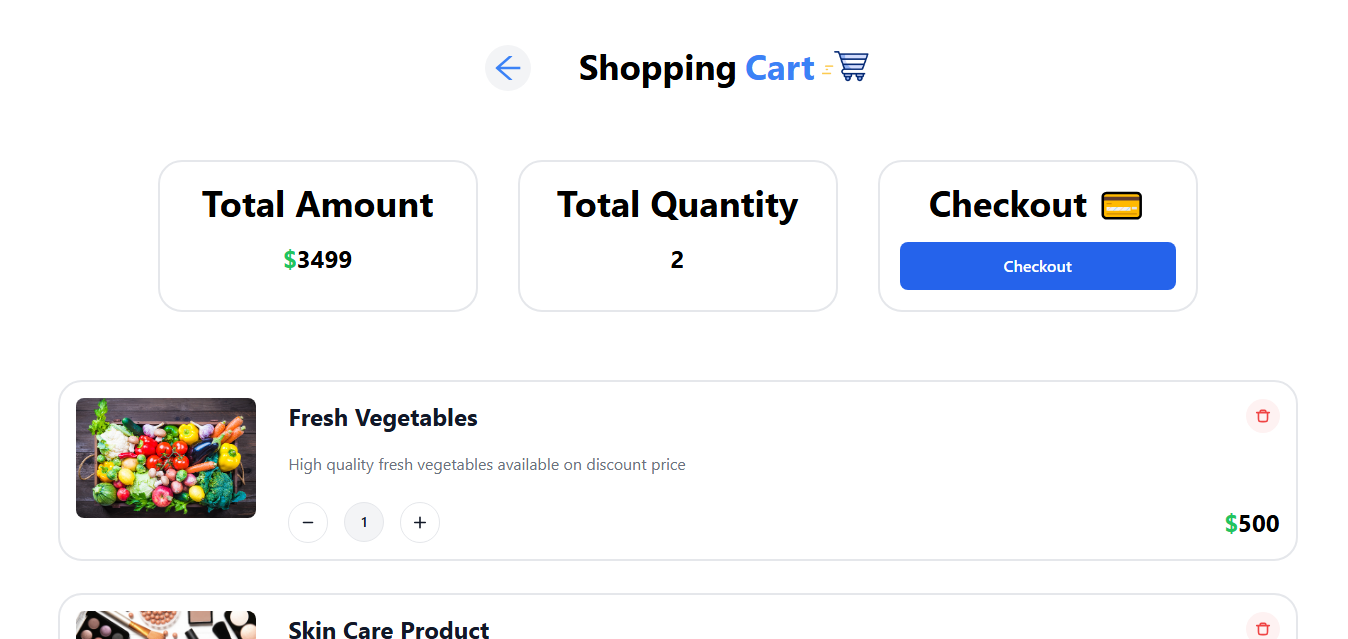 Shopping Cart
Total Amount
$3499
Total Quantity
2
Checkout
Checkout
Fresh Vegetables
High quality fresh vegetables available on discount price
− 1 +
$500
Skin Care Product